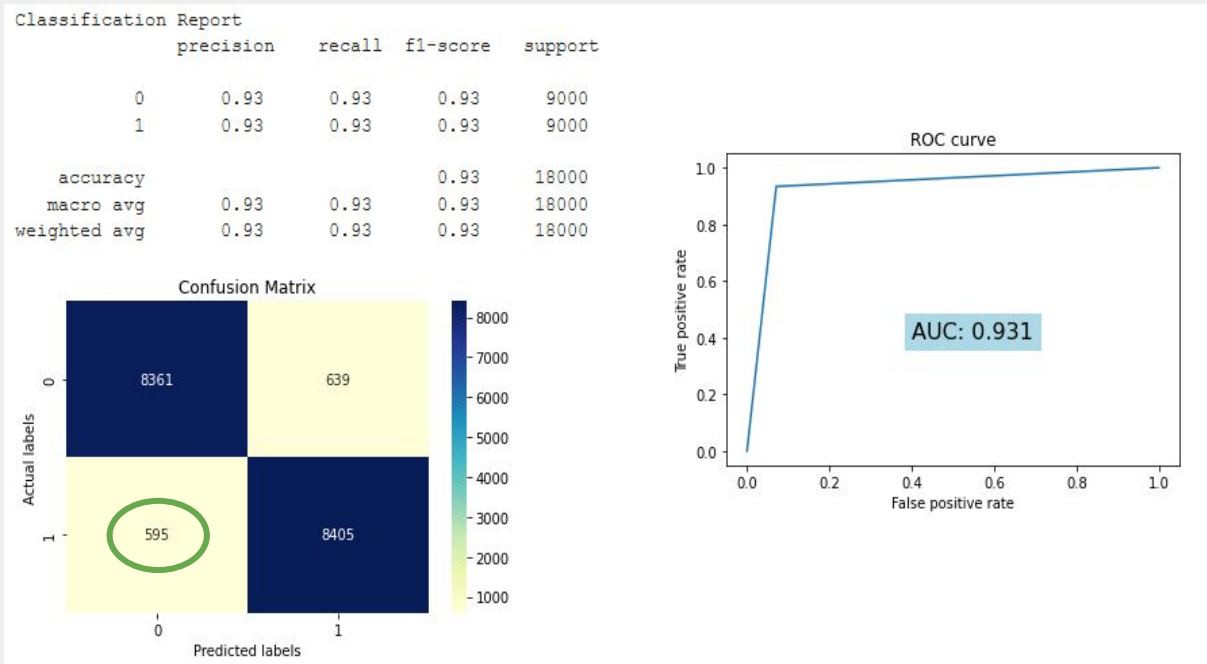 Classification Report
precision recall f1-score support
0 0.93 0.93 0.93 9000
1 0.93 0.93 0.93 9000
accuracy 0.93 18000
macro avg 0.93 0.93 0.93 18000
weighted avg 0.93 0.93 0.93 18000
Confusion Matrix
8000
7000
6000
5000
4000
3000
2000
1000
0
8361 639
Actual labels
1
595 8405
0 1
Predicted labels
ROC curve
1.0
0.8
0.6
0.4
0.2
0.0
True positive rate
AUC: 0.931
0.0 0.2 0.4 0.6 0.8 1.0
False positive rate